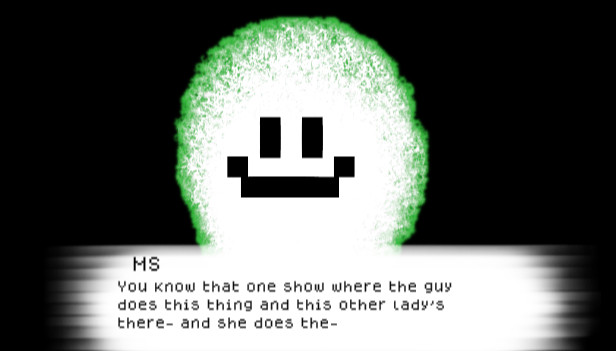 MS
You know that one show where the guy
does this thing and this other lady's
there- and she does the-